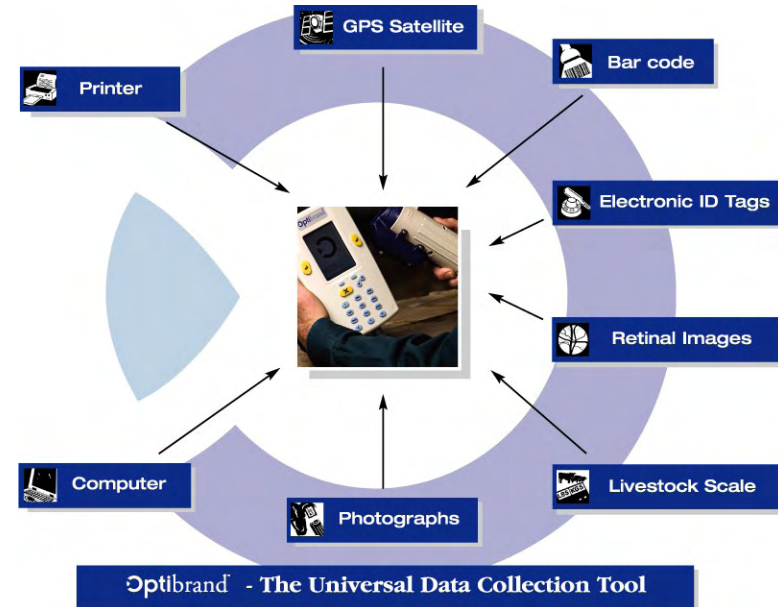 GPS Satellite
Printer
Bar code
Electronic ID Tags
Retinal Images
Computer
Livestock Scale
Photographs
Optibrand - The Universal Data Collection Tool